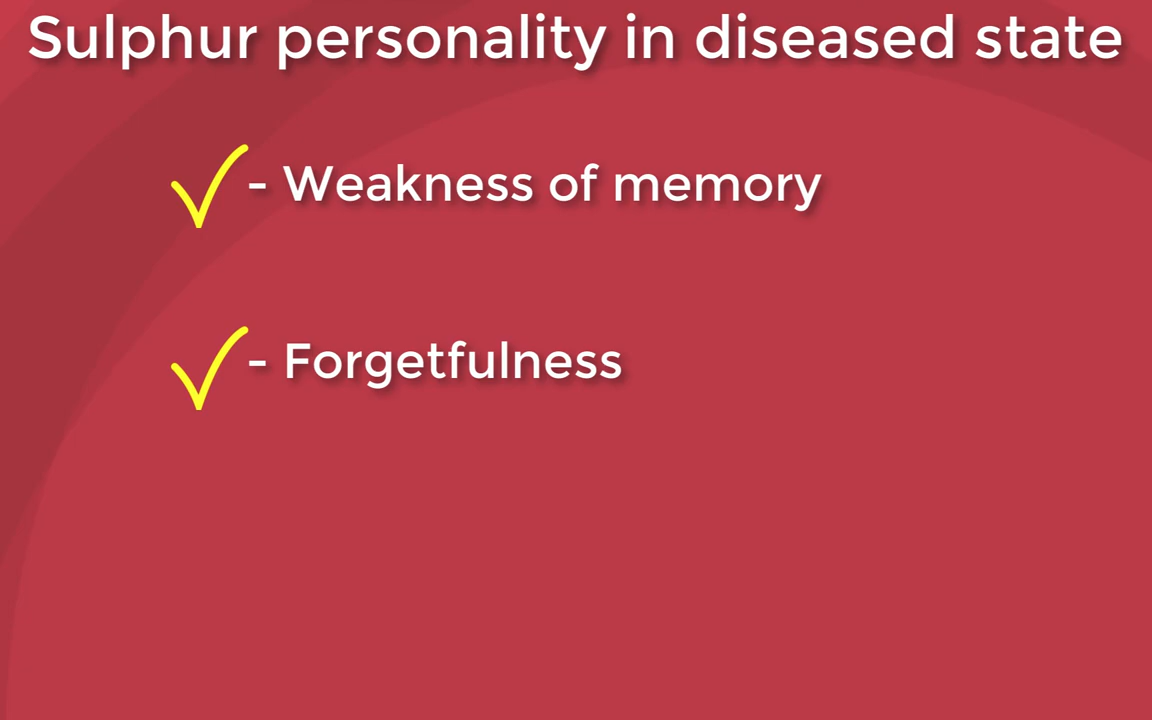 Sulphur personality in diseased state
- Weakness of memory
- Forgetfulness